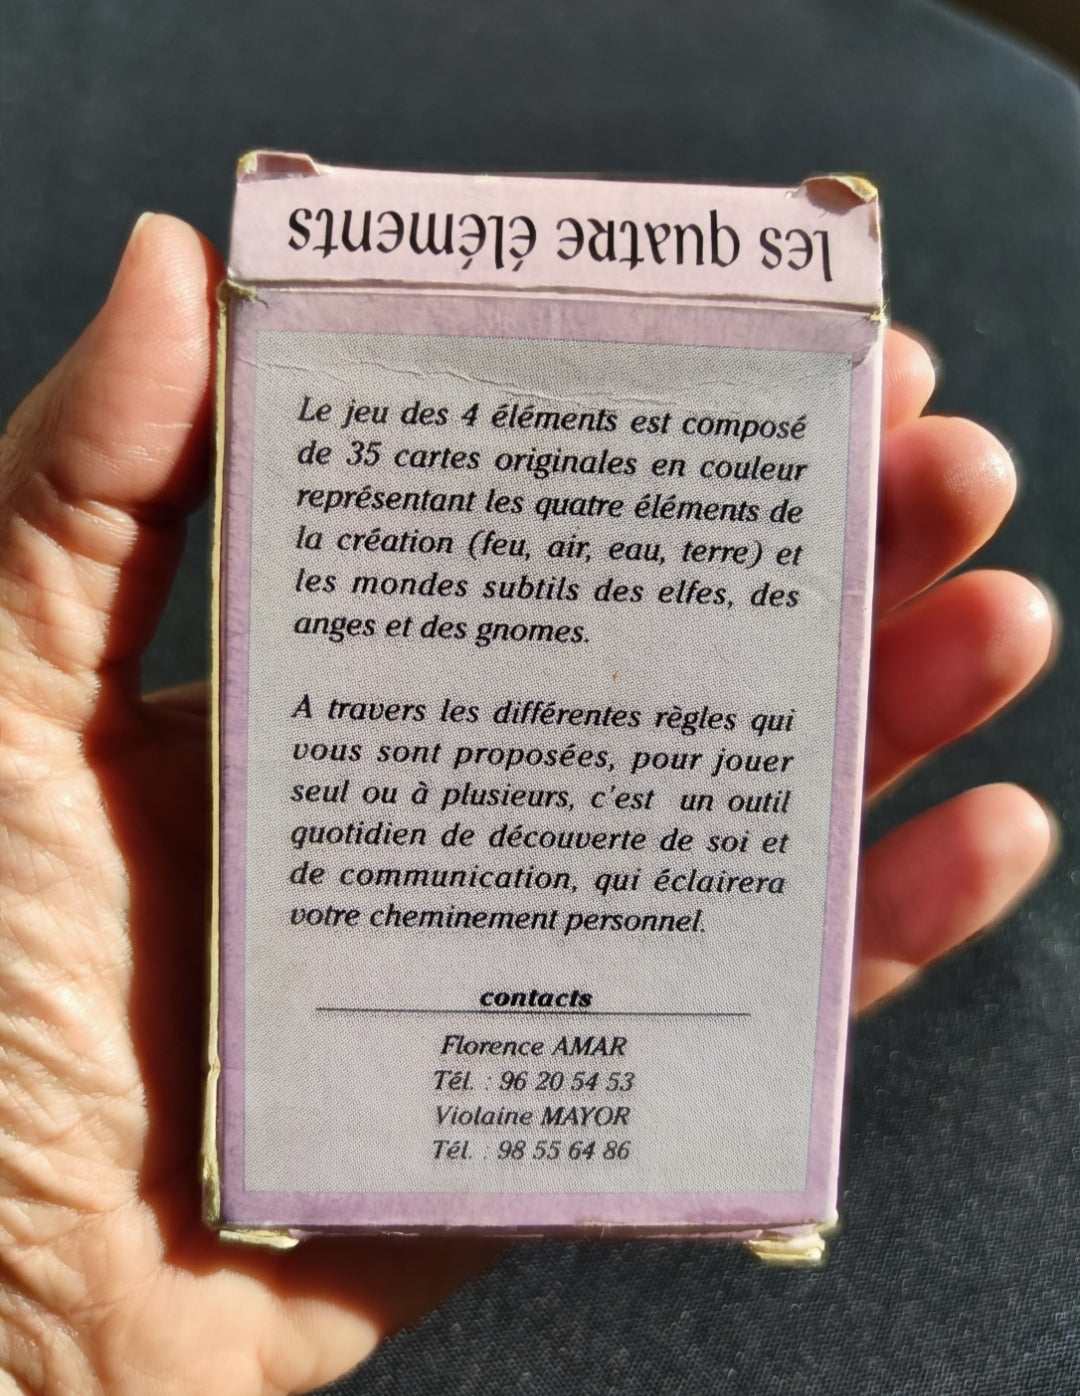 les quatre éléments
Le jeu des 4 éléments est composé
de 35 cartes originales en couleur
représentant les quatre éléments de
la création (feu, air, eau, terre) et
les mondes subtils des elfes, des
anges et des gnomes.
A travers les différentes règles qui
vous sont proposées, pour jouer
seul ou à plusieurs, c'est un outil
quotidien de découverte de soi et
de communication, qui éclairera
votre cheminement personnel.
contacts
Florence AMAR
Tél. : 96 20 54 53
Violaine MAYOR
Tél. : 98 55 64 86